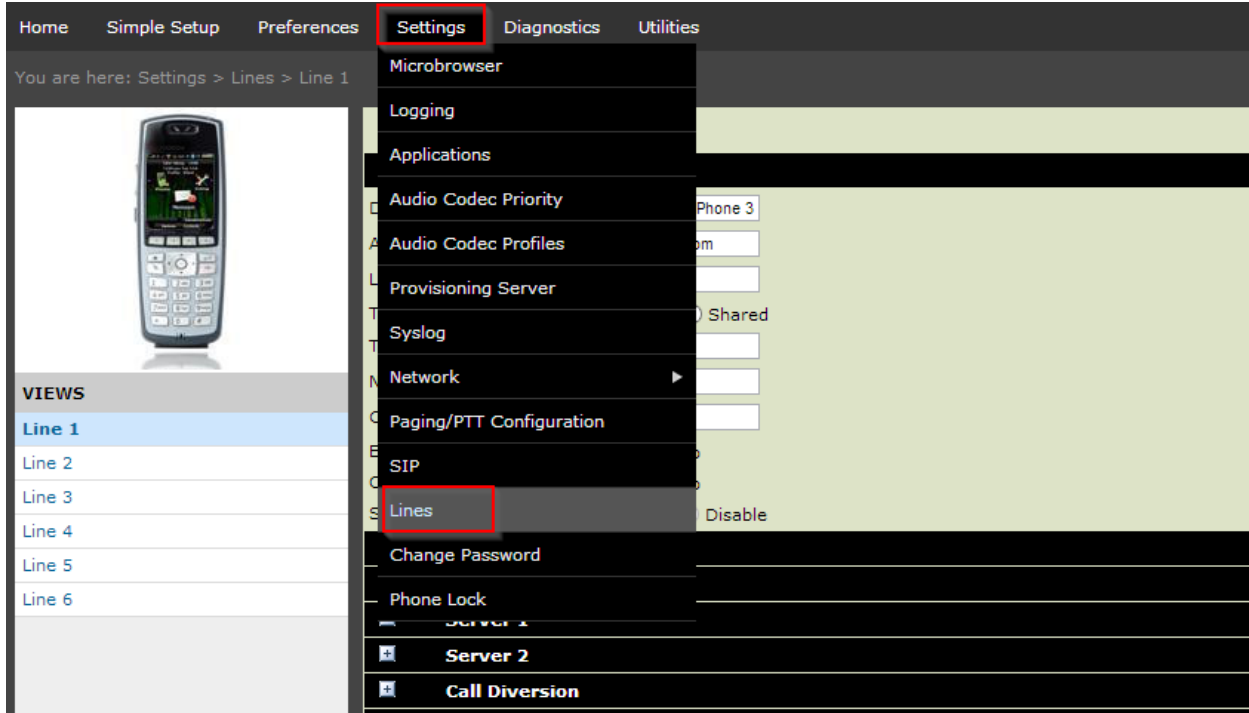 Home Simple Setup Preferences Settings Diagnostics Utilities
You are here: Settings > Lines > Line 1
Microbrowser
Logging
Applications
Audio Codec Priority
Audio Codec Profiles
Provisioning Server
Syslog
Network
Paging/PTT Configuration
SIP
Lines
Change Password
Phone Lock
Phone 3
om
Shared
Disable
VIEWS
Line 1
Line 2
Line 3
Line 4
Line 5
Line 6
Server 1
Server 2
Call Diversion